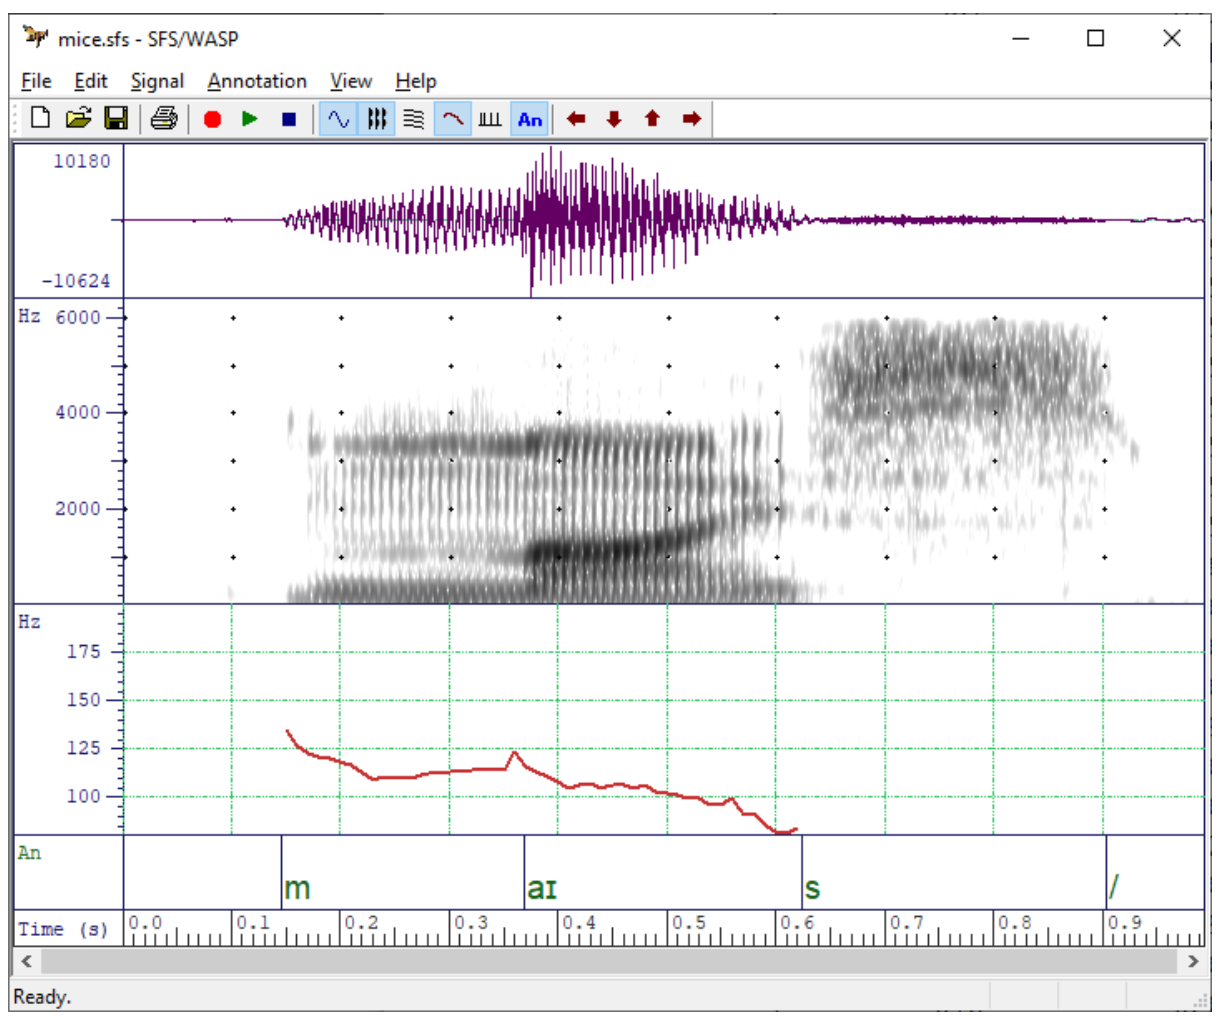 mice.sfs - SFS/WASP
File Edit Signal Annotation View Help
An
10180
-10624
Hz 6000
4000
2000
Hz
175
150
125
100
An
m aɪ s /
Time (s) 0.0 0.1 0.2 0.3 0.4 0.5 0.6 0.7 0.8 0.9
Ready.